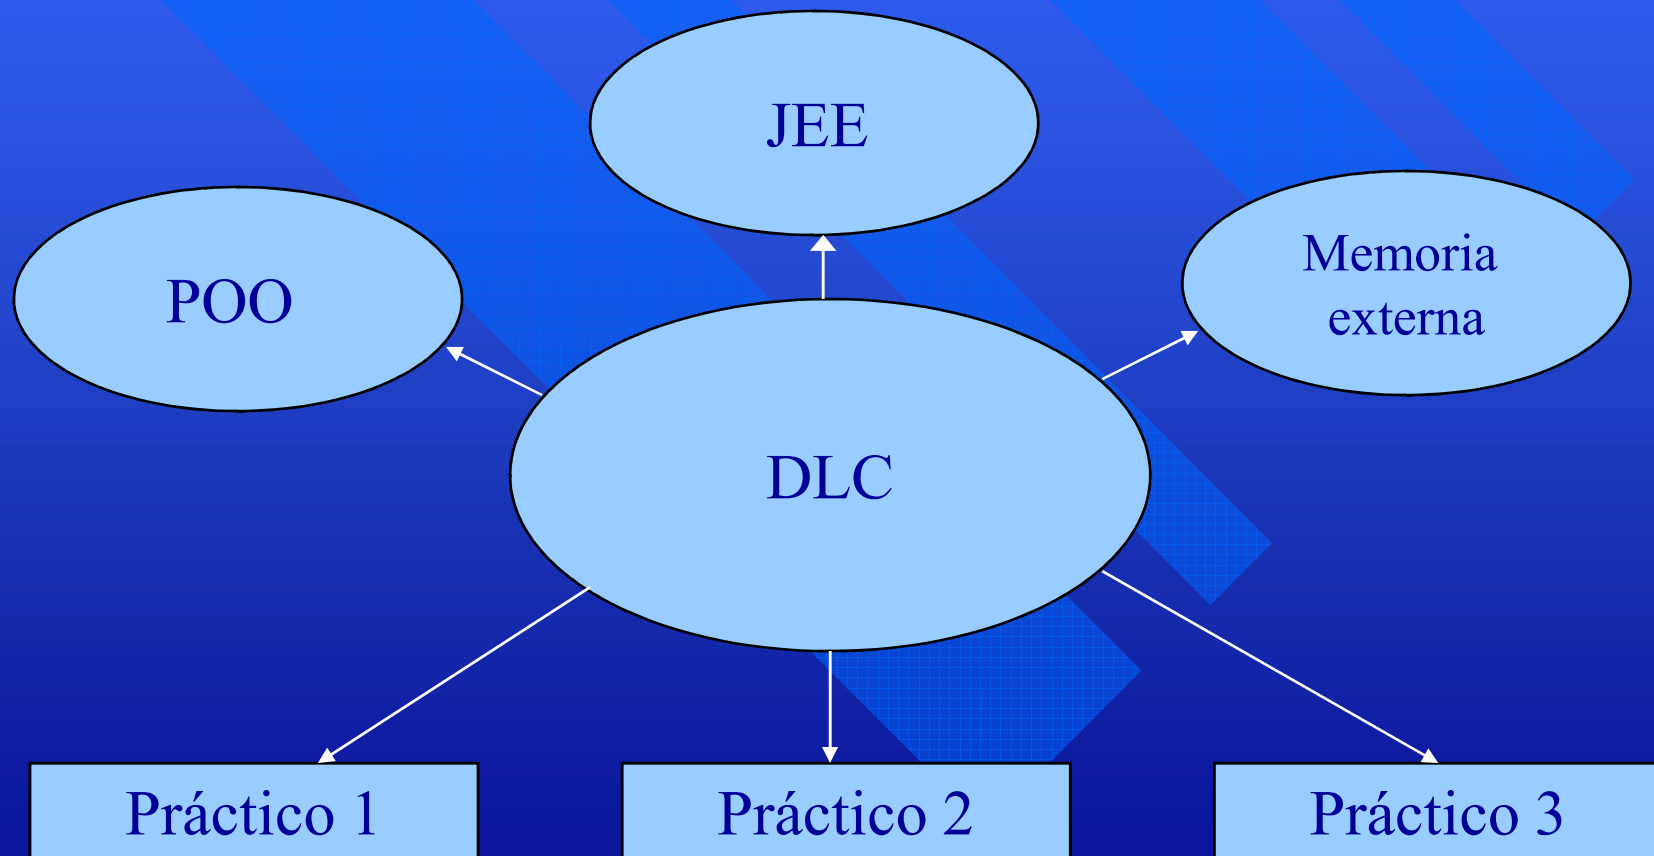 JEE
POO
Memoria
externa
DLC
Práctico 1
Práctico 2
Práctico 3